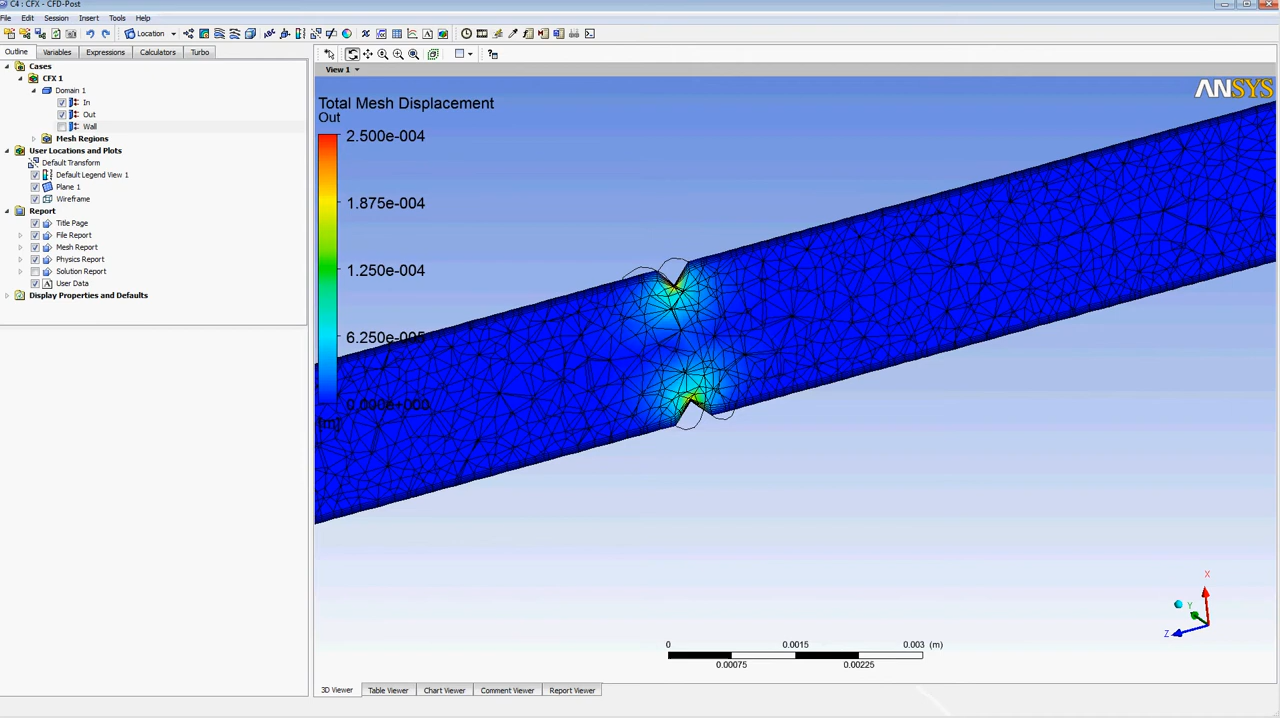 C4 : CFX - CFD-Post
File Edit Session Insert Tools Help
Location
Outline Variables Expressions Calculators Turbo
Cases
CFX 1
Domain 1
In
Out
Wall
Mesh Regions
User Locations and Plots
Default Transform
Default Legend View 1
Plane 1
Wireframe
Report
Title Page
File Report
Mesh Report
Physics Report
Solution Report
User Data
Display Properties and Defaults
View 1
Total Mesh Displacement
Out
2.500e-004
1.875e-004
1.250e-004
6.250e-005
0.000e+000
[m]
ANSYS
X
Y
Z
0 0.0015 0.003 (m)
0.00075 0.00225
3D Viewer Table Viewer Chart Viewer Comment Viewer Report Viewer